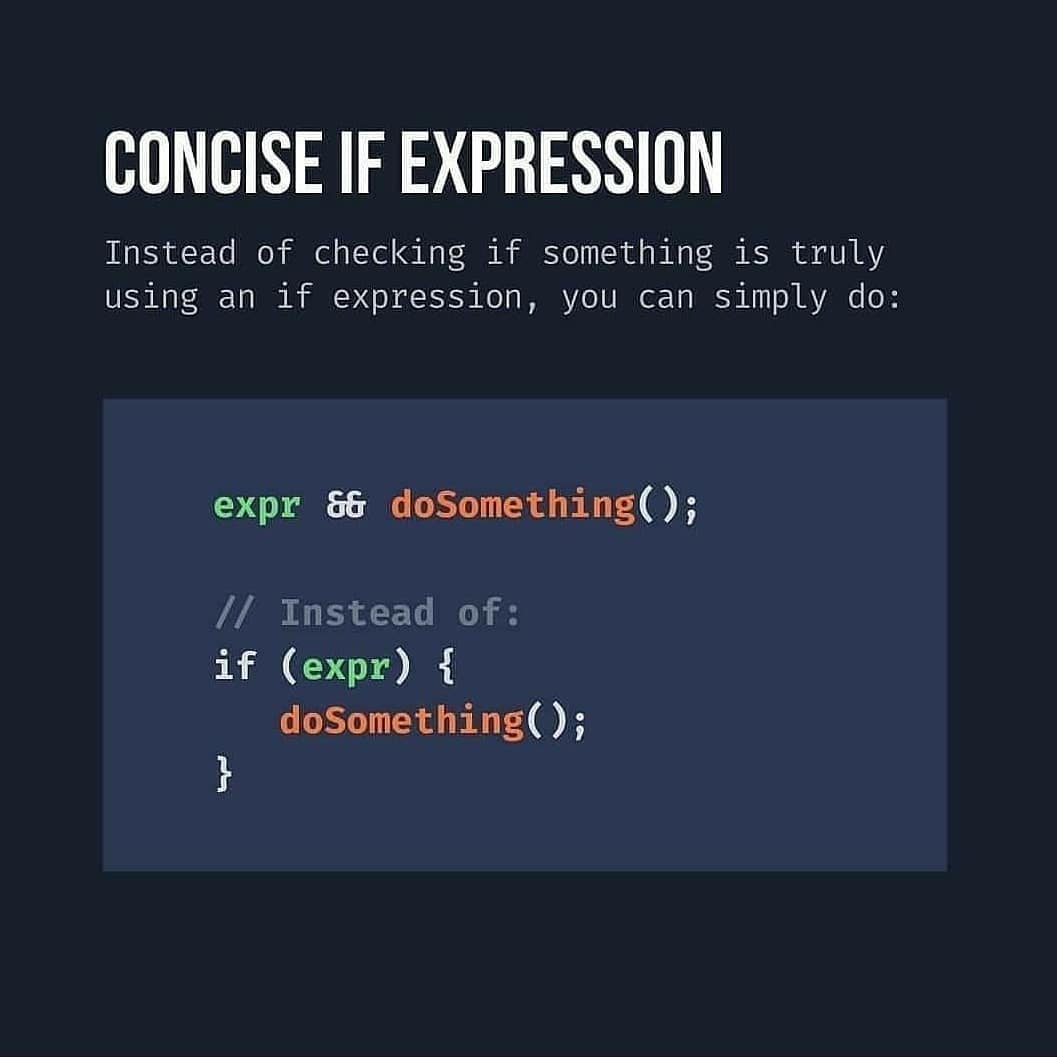 CONCISE IF EXPRESSION
Instead of checking if something is truly
using an if expression, you can simply do:
expr && doSomething();
// Instead of:
if (expr) {
   doSomething();
}